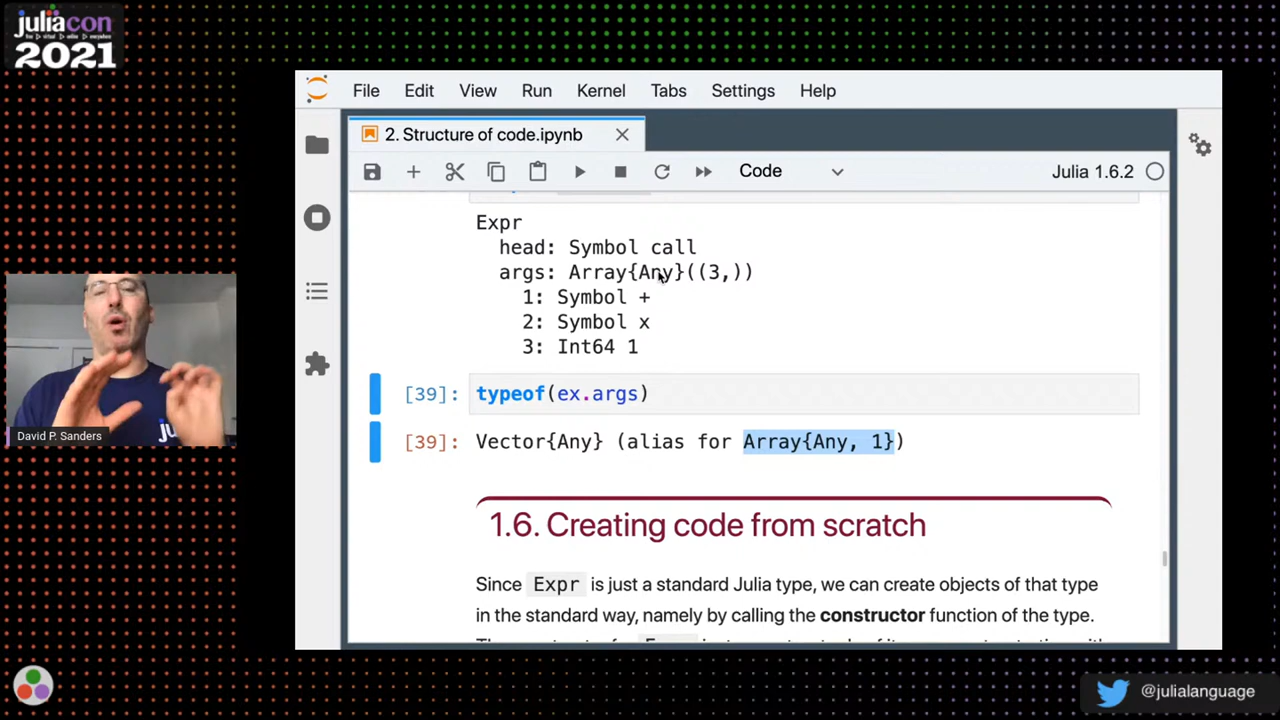 juliacon
2021
File Edit View Run Kernel Tabs Settings Help
2. Structure of code.ipynb
Code
Julia 1.6.2
Expr
head: Symbol call
args: Array{Any}((3,))
1: Symbol +
2: Symbol x
3: Int64 1
[39]: typeof(ex.args)
[39]: Vector{Any} (alias for Array{Any, 1})
1.6. Creating code from scratch
Since Expr is just a standard Julia type, we can create objects of that type
in the standard way, namely by calling the constructor function of the type.
David P. Sanders
@julialanguage